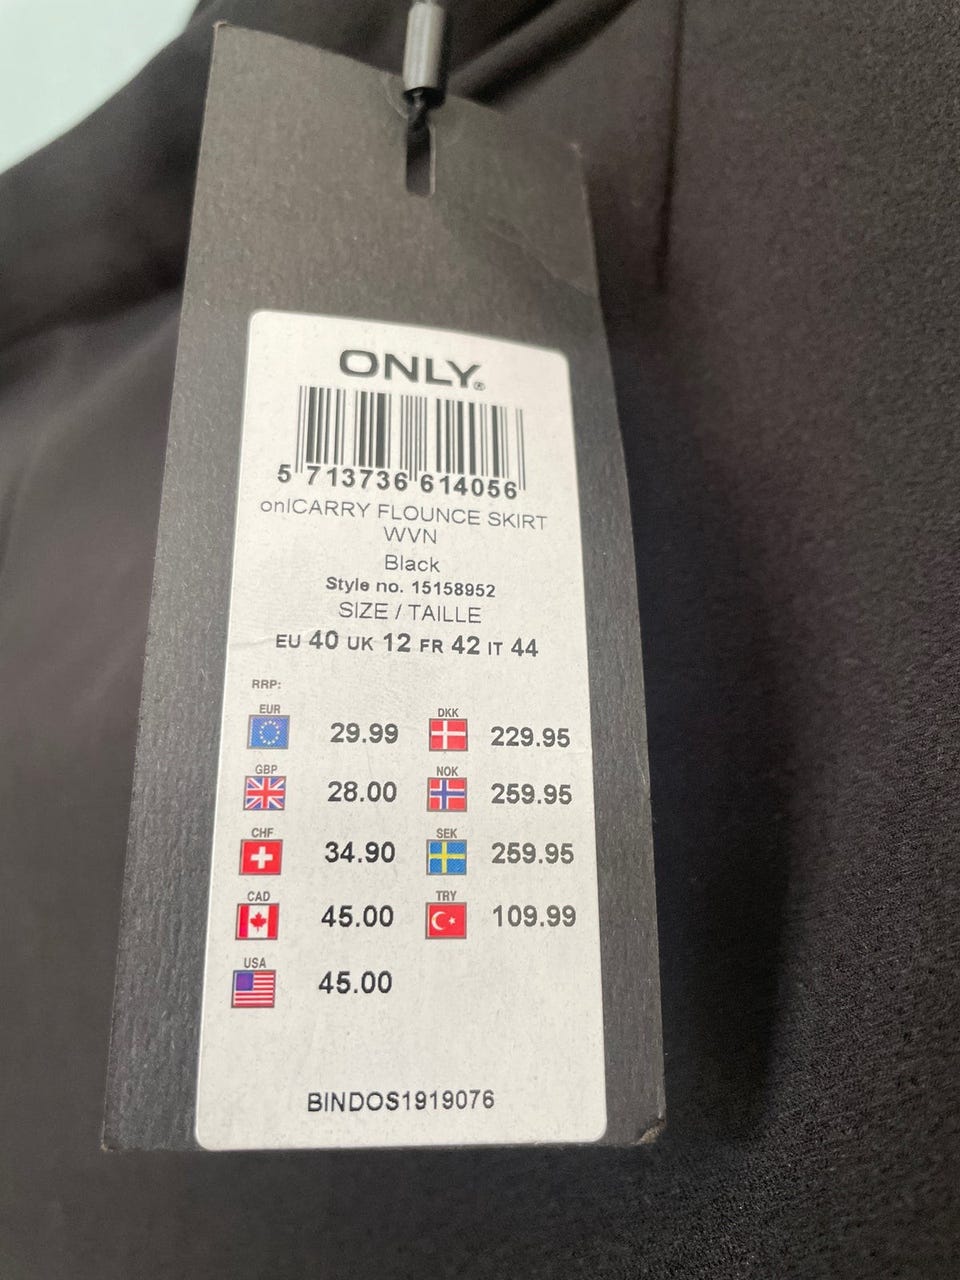 ONLY®
5 713736 614056
onlCARRY FLOUNCE SKIRT
WVN
Black
Style no. 15158952
SIZE / TAILLE
EU 40 UK 12 FR 42 IT 44
RRP:
EUR 29.99 DKK 229.95
GBP 28.00 NOK 259.95
CHF 34.90 SEK 259.95
CAD 45.00 TRY 109.99
USA 45.00
BINDOS1919076